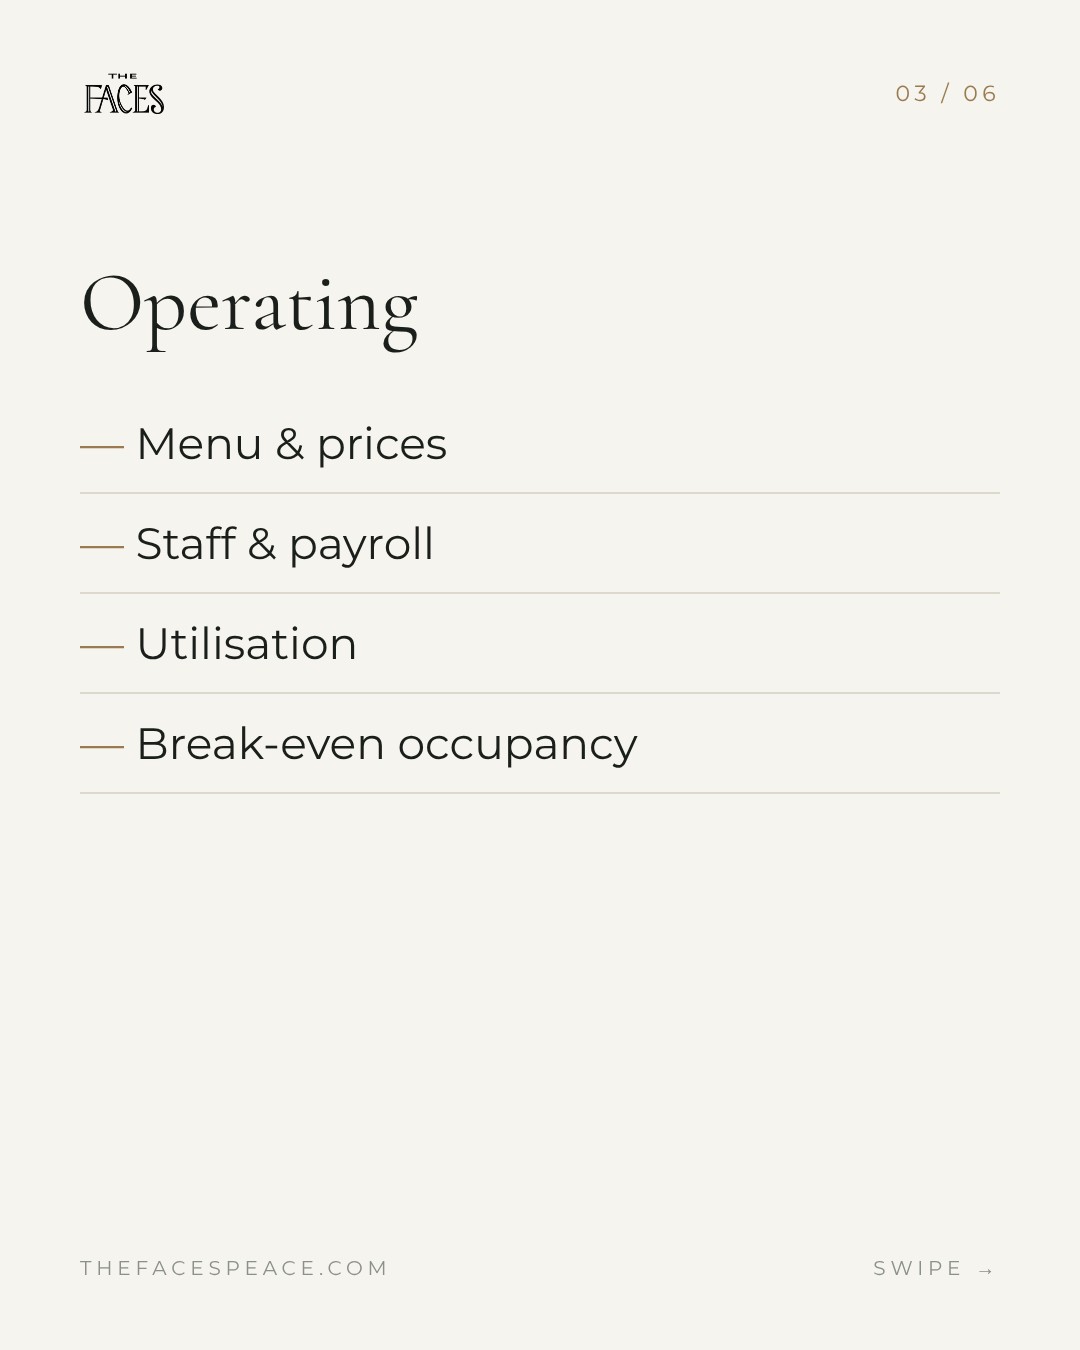 THE
FACES
03 / 06
Operating
— Menu & prices
— Staff & payroll
— Utilisation
— Break-even occupancy
THEFACESPEACE.COM
SWIPE →